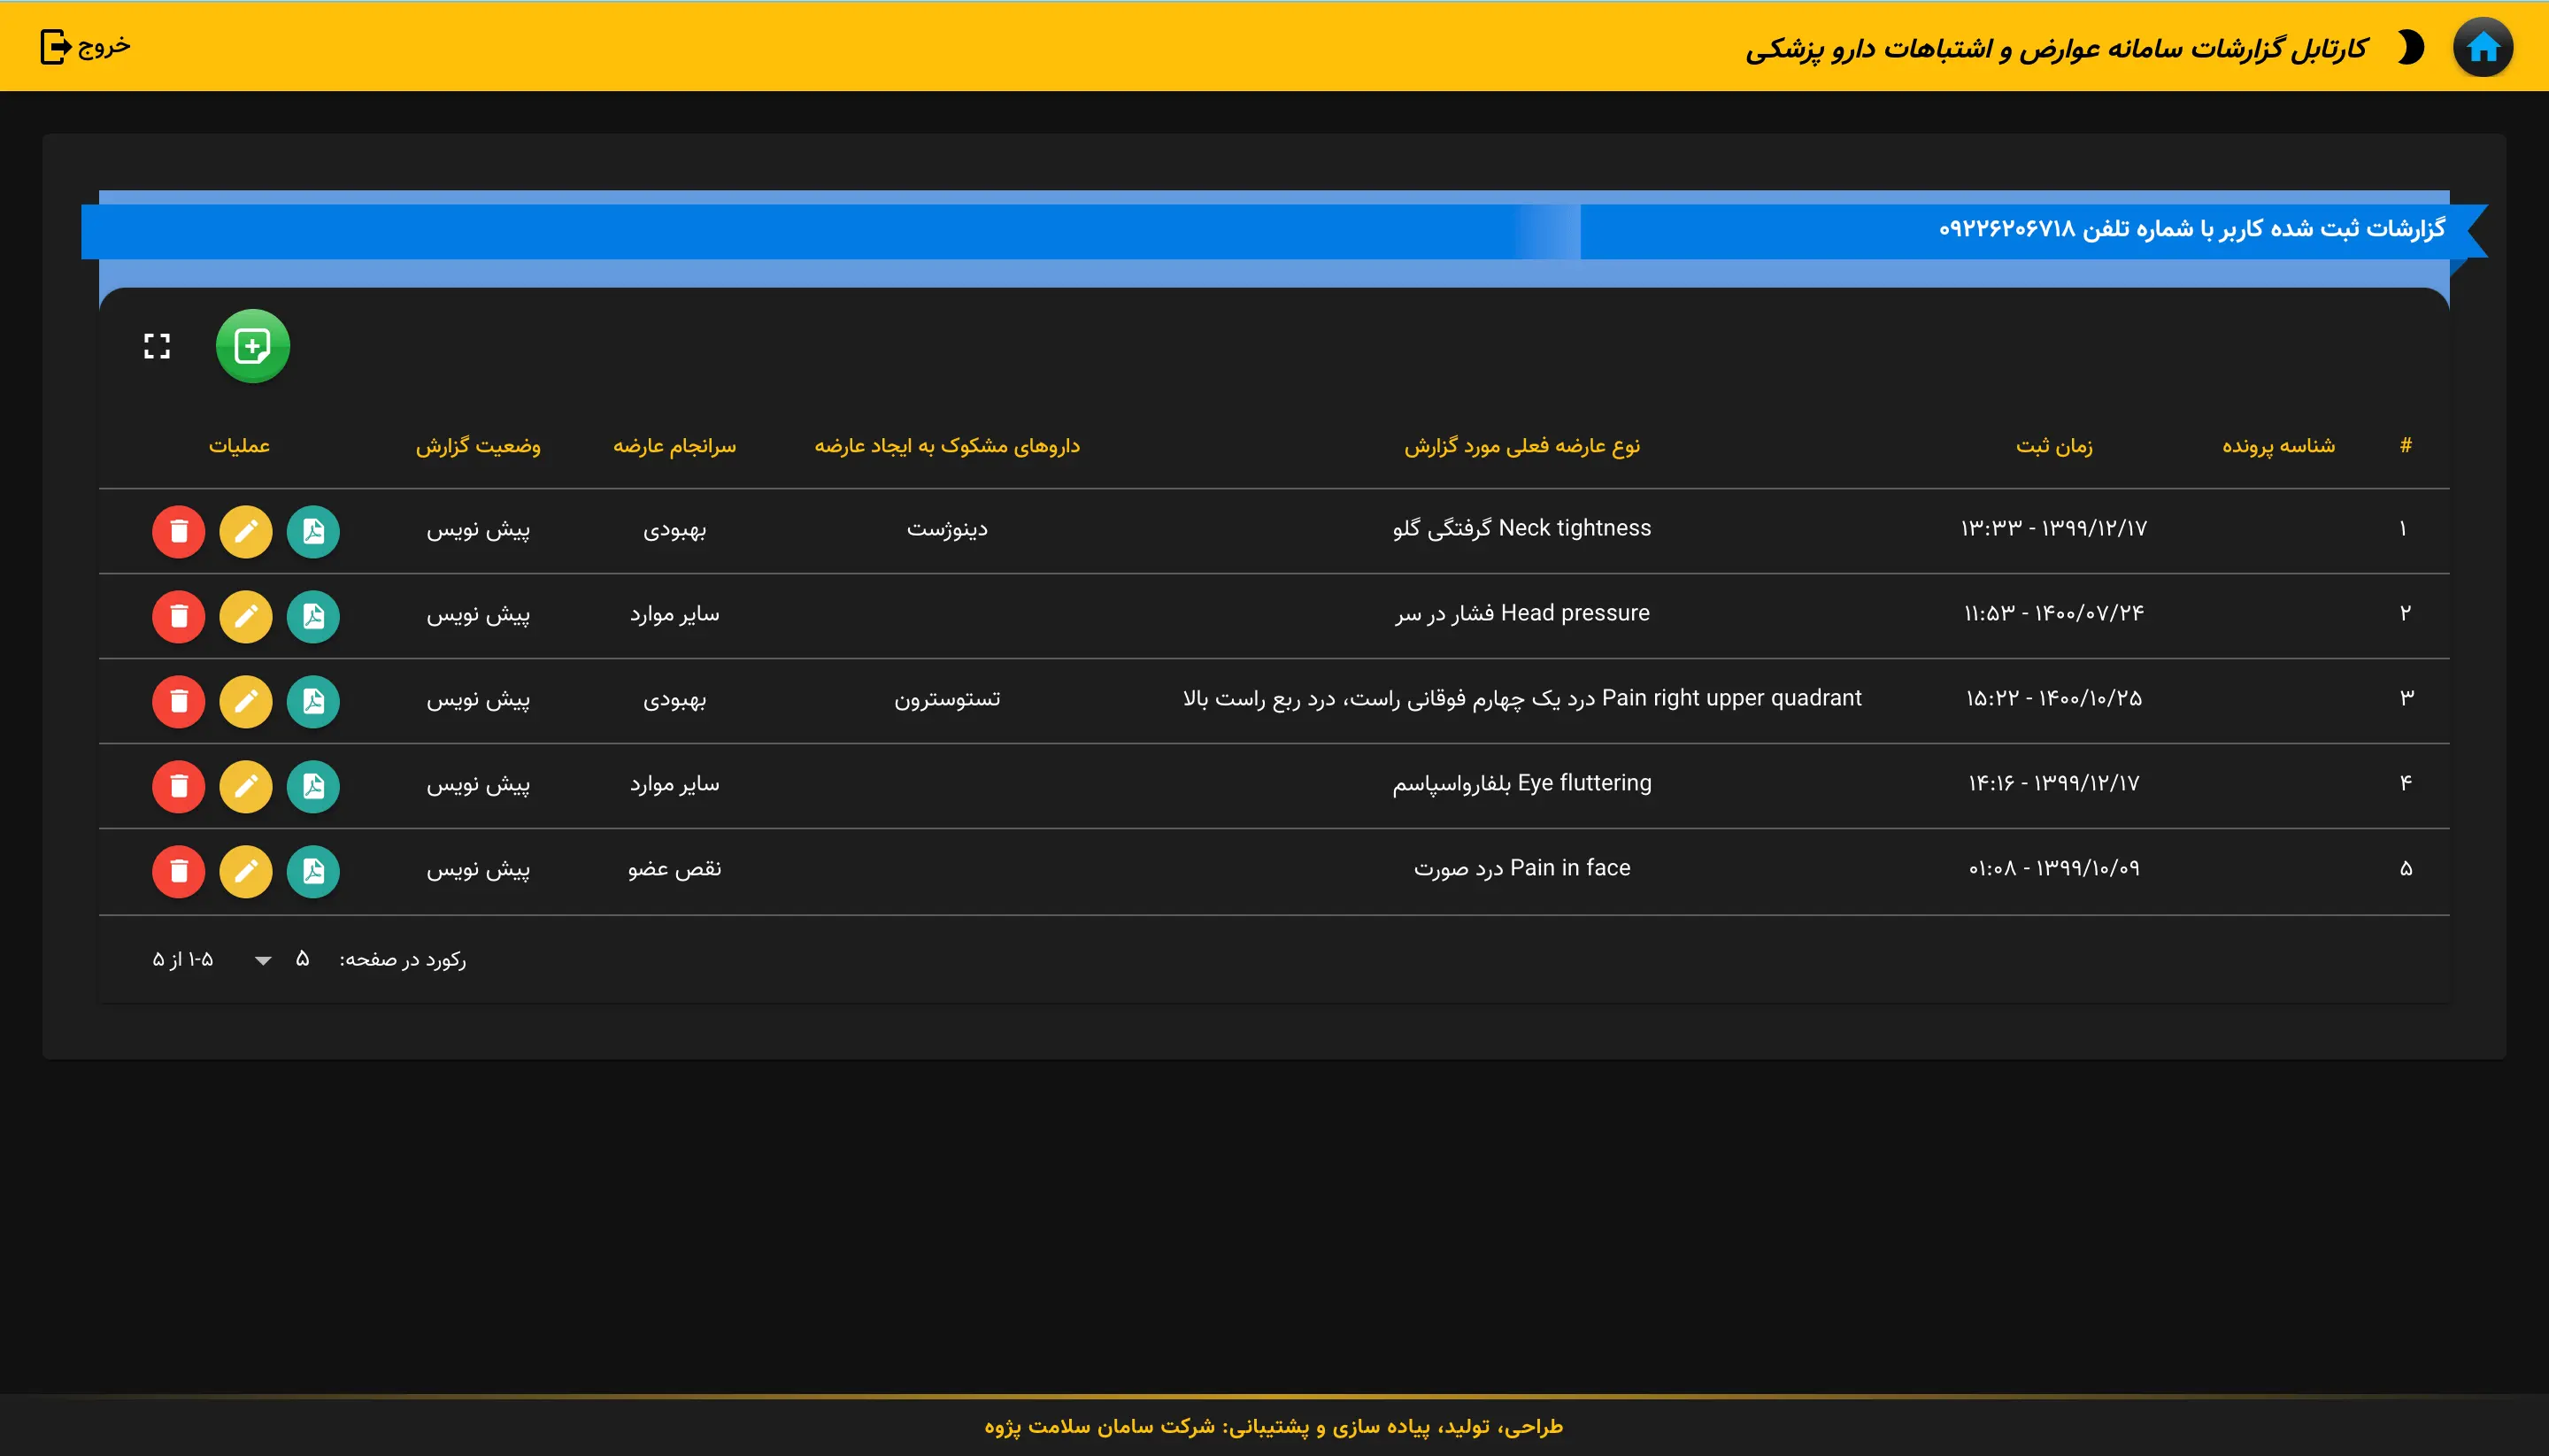 کارتابل گزارشات سامانه عوارض و اشتباهات دارو پزشکی
خروج
گزارشات ثبت شده کاربر با شماره تلفن ۰۹۲۲۶۲۰۶۷۱۸
# شناسه پرونده زمان ثبت نوع عارضه فعلی مورد گزارش داروهای مشکوک به ایجاد عارضه سرانجام عارضه وضعیت گزارش عملیات
۱ ۱۳۹۹/۱۲/۱۷ - ۱۳:۳۳ Neck tightness گرفتگی گلو دینوژست بهبودی پیش نویس
۲ ۱۴۰۰/۰۷/۲۴ - ۱۱:۵۳ Head pressure فشار در سر سایر موارد پیش نویس
۳ ۱۴۰۰/۱۰/۲۵ - ۱۵:۲۲ Pain right upper quadrant درد یک چهارم فوقانی راست، درد ربع راست بالا تستوسترون بهبودی پیش نویس
۴ ۱۳۹۹/۱۲/۱۷ - ۱۴:۱۶ Eye fluttering بلفارواسپاسم سایر موارد پیش نویس
۵ ۱۳۹۹/۱۰/۰۹ - ۰۱:۰۸ Pain in face درد صورت نقص عضو پیش نویس
رکورد در صفحه: ۵ ۱-۵ از ۵
طراحی، تولید، پیاده سازی و پشتیبانی: شرکت سامان سلامت پژوه